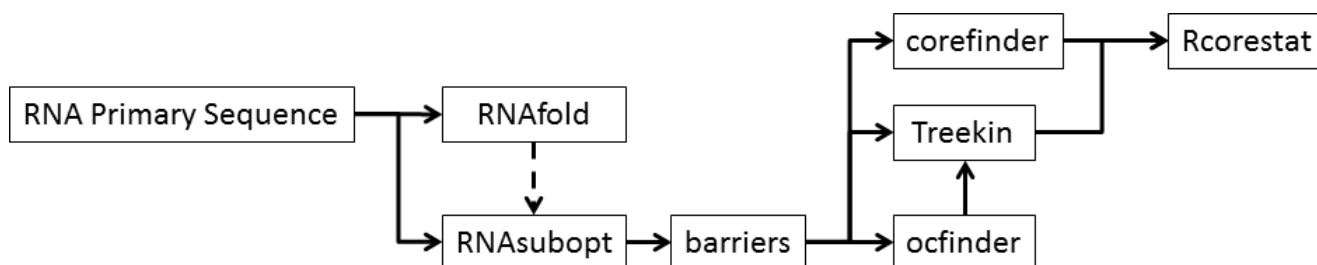 RNA Primary Sequence
RNAfold
RNAsubopt
barriers
corefinder
Treekin
ocfinder
Rcorestat